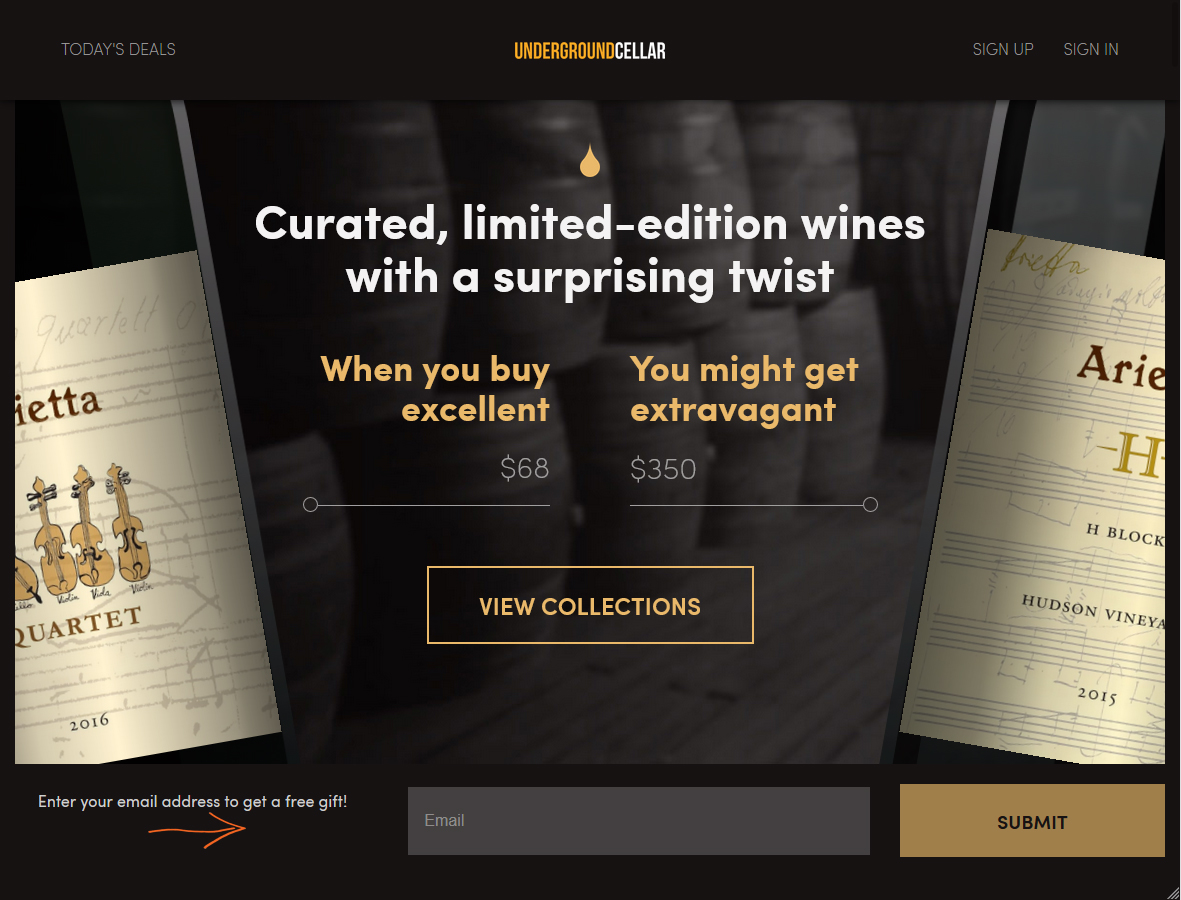 TODAY'S DEALS
UNDERGROUNDCELLAR
SIGN UP
SIGN IN
Curated, limited-edition wines
with a surprising twist
When you buy
excellent
$68
You might get
extravagant
$350
VIEW COLLECTIONS
quartett
ietta
Violin Viola Violin
QUARTET
2016
Arietta
Arie
H
H BLOCK
HUDSON VINEYA
2015
Enter your email address to get a free gift!
Email
SUBMIT